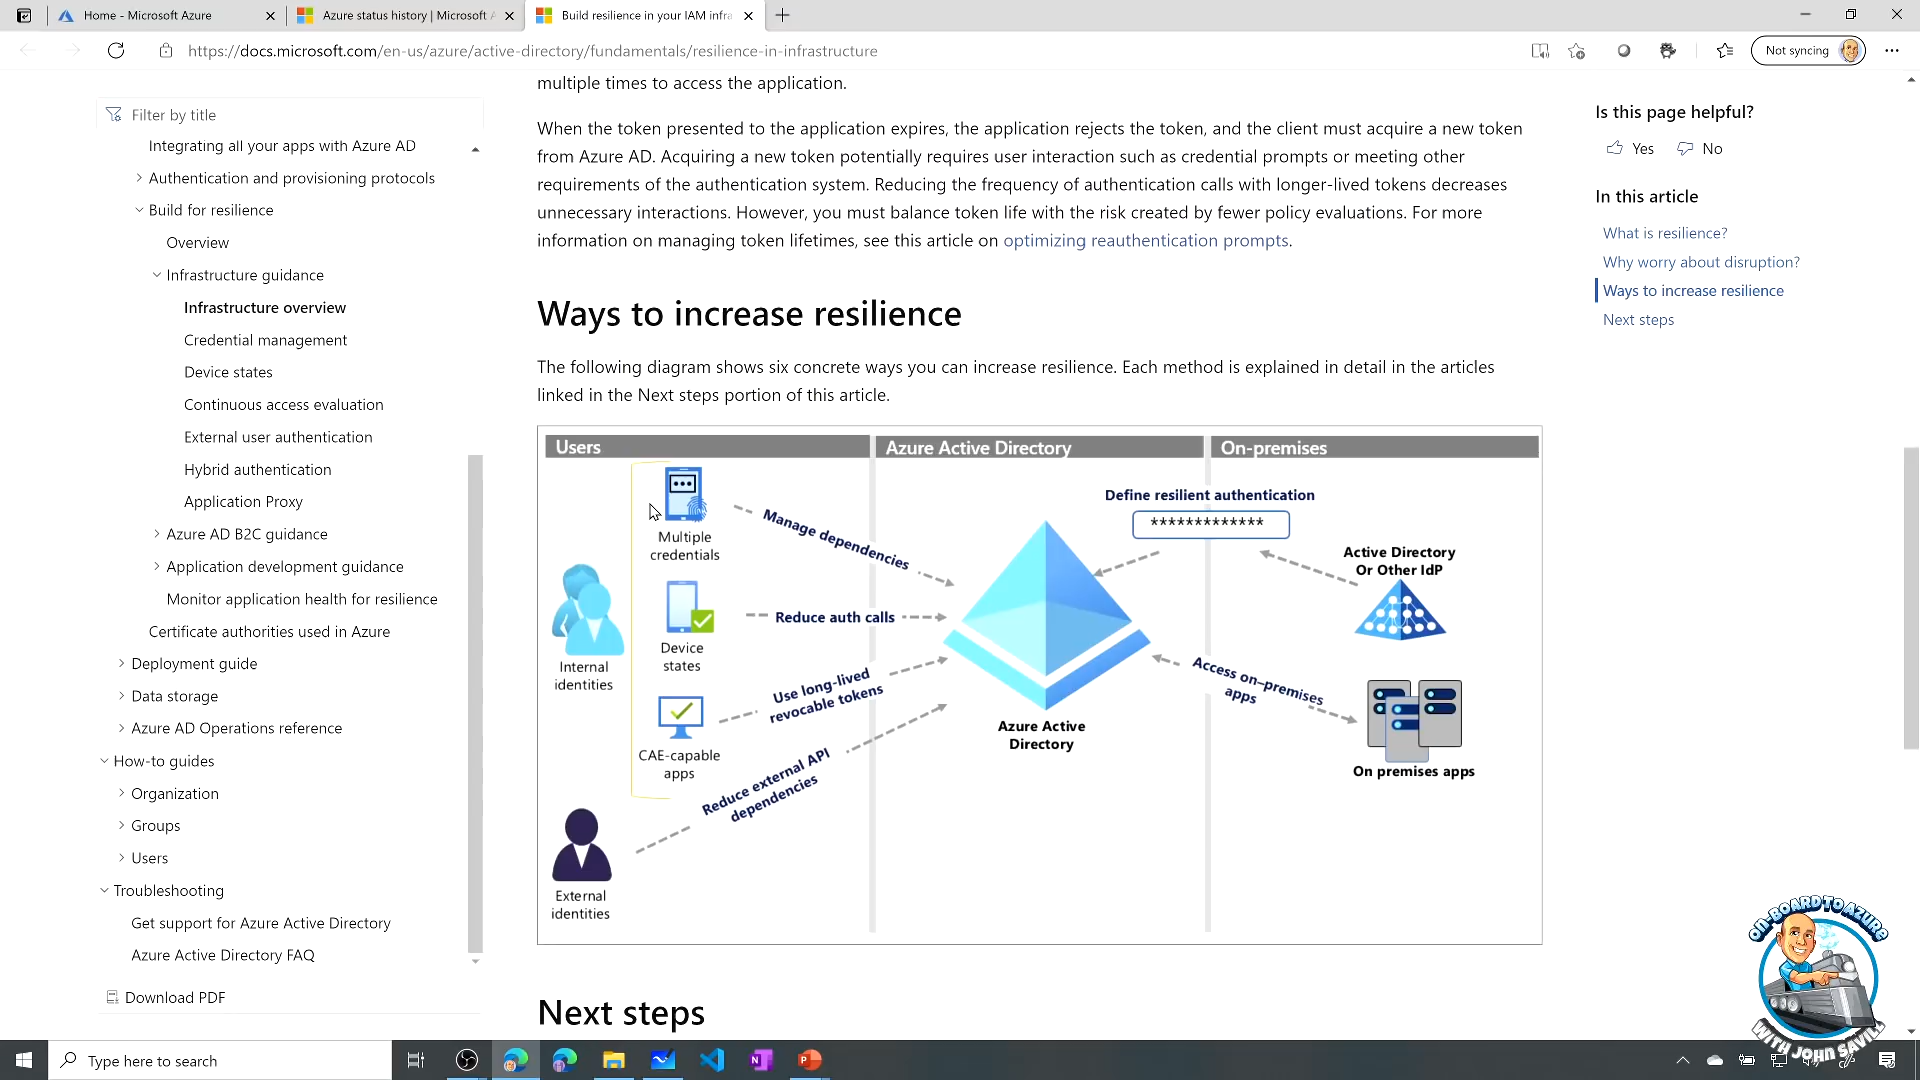 Home - Microsoft Azure
Azure status history | Microsoft A
Build resilience in your IAM infra
https://docs.microsoft.com/en-us/azure/active-directory/fundamentals/resilience-in-infrastructure
Not syncing
Filter by title
Integrating all your apps with Azure AD
Authentication and provisioning protocols
Build for resilience
Overview
Infrastructure guidance
Infrastructure overview
Credential management
Device states
Continuous access evaluation
External user authentication
Hybrid authentication
Application Proxy
Azure AD B2C guidance
Application development guidance
Monitor application health for resilience
Certificate authorities used in Azure
Deployment guide
Data storage
Azure AD Operations reference
How-to guides
Organization
Groups
Users
Troubleshooting
Get support for Azure Active Directory
Azure Active Directory FAQ
Download PDF
multiple times to access the application.
When the token presented to the application expires, the application rejects the token, and the client must acquire a new token
from Azure AD. Acquiring a new token potentially requires user interaction such as credential prompts or meeting other
requirements of the authentication system. Reducing the frequency of authentication calls with longer-lived tokens decreases
unnecessary interactions. However, you must balance token life with the risk created by fewer policy evaluations. For more
information on managing token lifetimes, see this article on optimizing reauthentication prompts.
Ways to increase resilience
The following diagram shows six concrete ways you can increase resilience. Each method is explained in detail in the articles
linked in the Next steps portion of this article.
Users
Azure Active Directory
On-premises
Multiple
credentials
Device
states
CAE-capable
apps
Internal
identities
External
identities
Manage dependencies
Reduce auth calls
Use long-lived
revocable tokens
Reduce external API
dependencies
Azure Active
Directory
Define resilient authentication
*************
Active Directory
Or Other IdP
Access on-premises
apps
On premises apps
Next steps
Is this page helpful?
Yes
No
In this article
What is resilience?
Why worry about disruption?
Ways to increase resilience
Next steps
ON-BOARD TO AZURE
WITH JOHN SAVILL
Type here to search